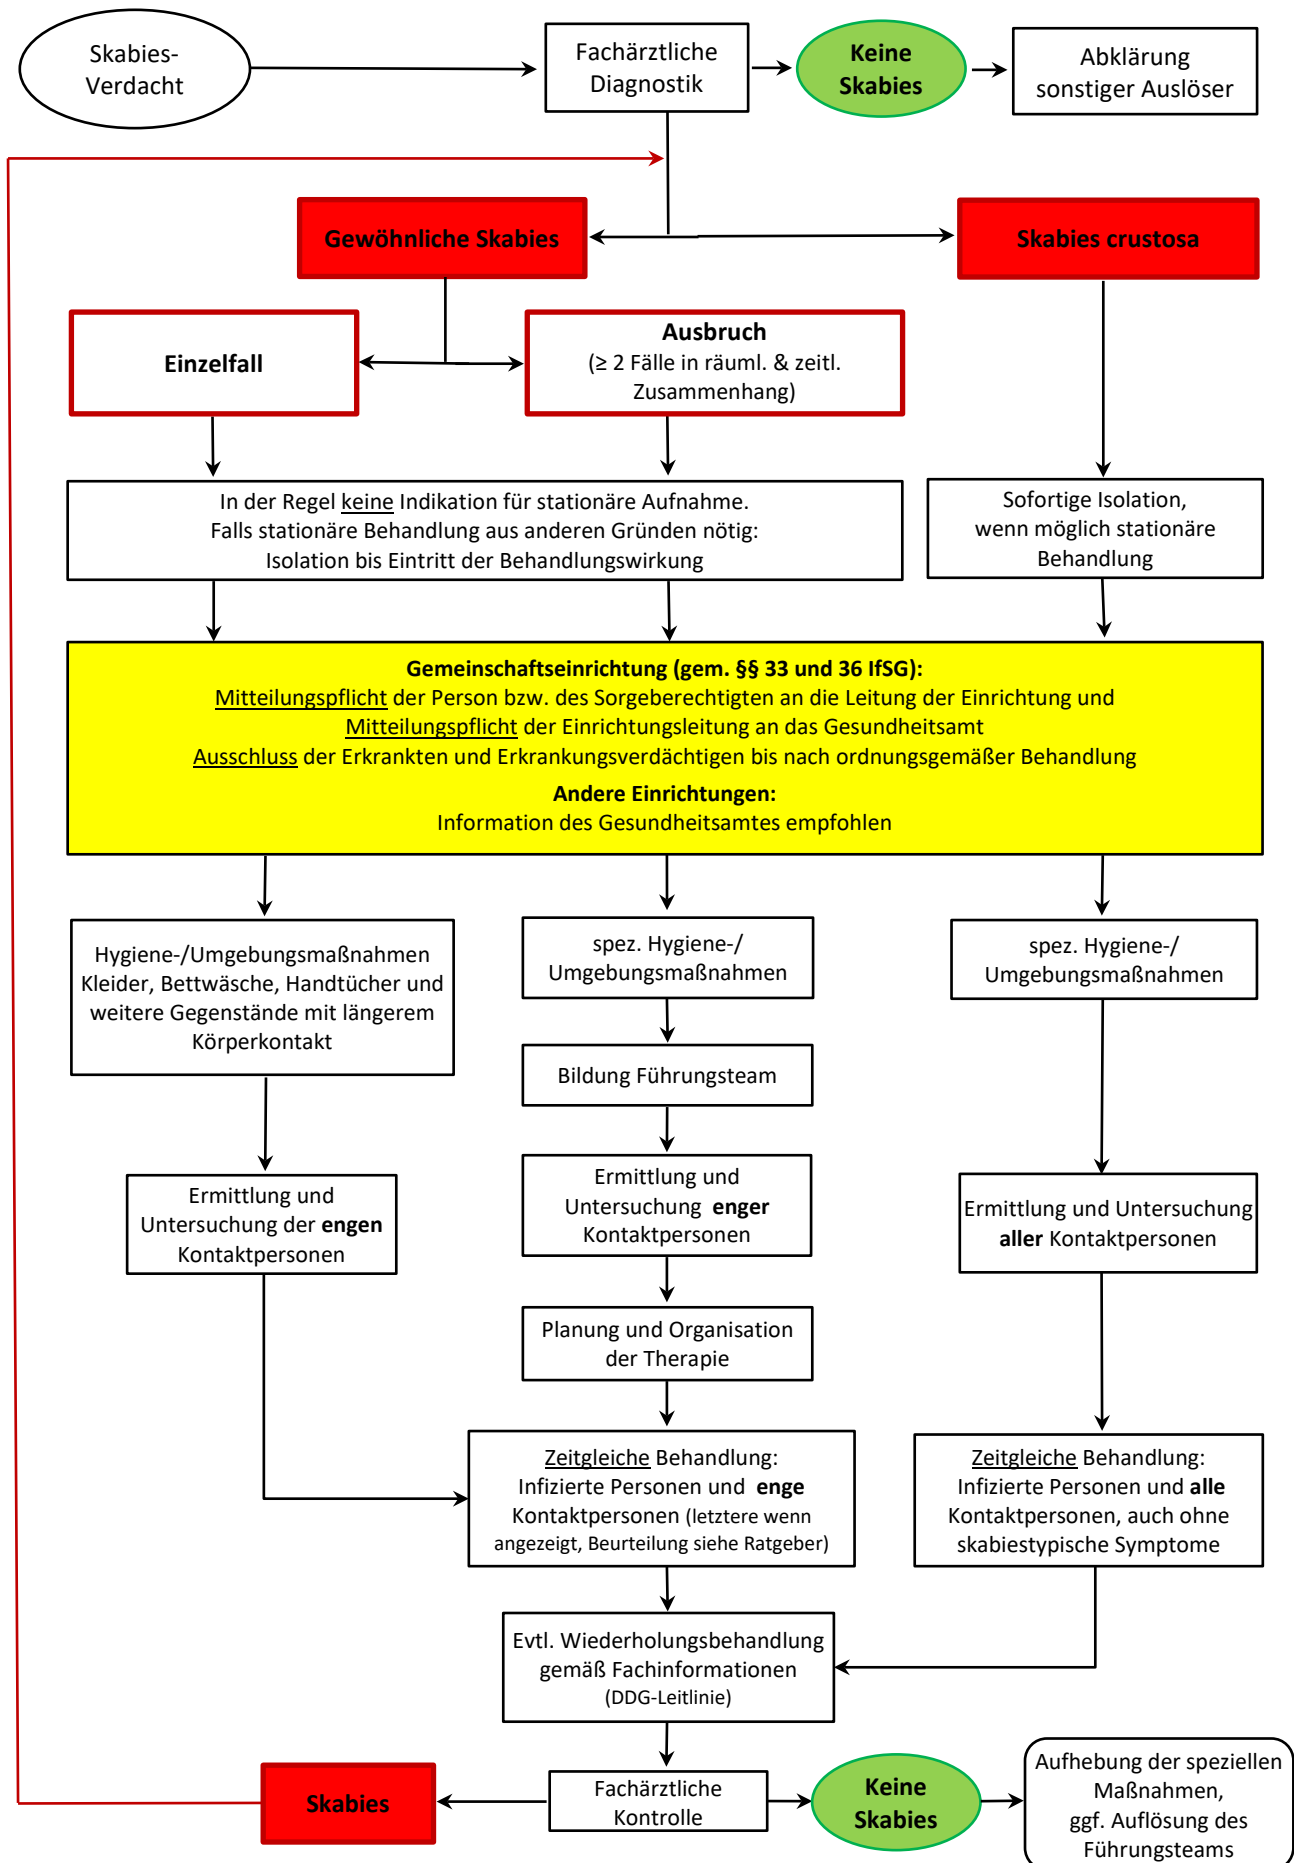 Skabies-
Verdacht
Fachärztliche
Diagnostik
Keine
Skabies
Abklärung
sonstiger Auslöser
Gewöhnliche Skabies
Skabies crustosa
Einzelfall
Ausbruch
(≥ 2 Fälle in räuml. & zeitl.
Zusammenhang)
In der Regel keine Indikation für stationäre Aufnahme.
Falls stationäre Behandlung aus anderen Gründen nötig:
Isolation bis Eintritt der Behandlungswirkung
Sofortige Isolation,
wenn möglich stationäre
Behandlung
Gemeinschaftseinrichtung (gem. §§ 33 und 36 IfSG):
Mitteilungspflicht der Person bzw. des Sorgeberechtigten an die Leitung der Einrichtung und
Mitteilungspflicht der Einrichtungsleitung an das Gesundheitsamt
Ausschluss der Erkrankten und Erkrankungsverdächtigen bis nach ordnungsgemäßer Behandlung
Andere Einrichtungen:
Information des Gesundheitsamtes empfohlen
Hygiene-/Umgebungsmaßnahmen
Kleider, Bettwäsche, Handtücher und
weitere Gegenstände mit längerem
Körperkontakt
spez. Hygiene-/
Umgebungsmaßnahmen
spez. Hygiene-/
Umgebungsmaßnahmen
Bildung Führungsteam
Ermittlung und
Untersuchung der engen
Kontaktpersonen
Ermittlung und
Untersuchung enger
Kontaktpersonen
Ermittlung und Untersuchung
aller Kontaktpersonen
Planung und Organisation
der Therapie
Zeitgleiche Behandlung:
Infizierte Personen und enge
Kontaktpersonen (letztere wenn
angezeigt, Beurteilung siehe Ratgeber)
Zeitgleiche Behandlung:
Infizierte Personen und alle
Kontaktpersonen, auch ohne
skabiestypische Symptome
Evtl. Wiederholungsbehandlung
gemäß Fachinformationen
(DDG-Leitlinie)
Skabies
Fachärztliche
Kontrolle
Keine
Skabies
Aufhebung der speziellen
Maßnahmen,
ggf. Auflösung des
Führungsteams